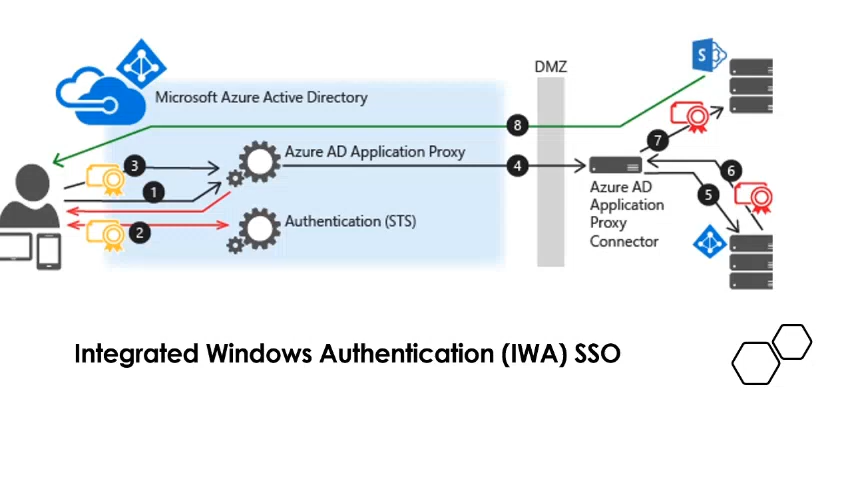 DMZ
Microsoft Azure Active Directory
8
3
Azure AD Application Proxy
7
4
6
1
5
Azure AD
Application
Proxy
Connector
Authentication (STS)
2
S
Integrated Windows Authentication (IWA) SSO